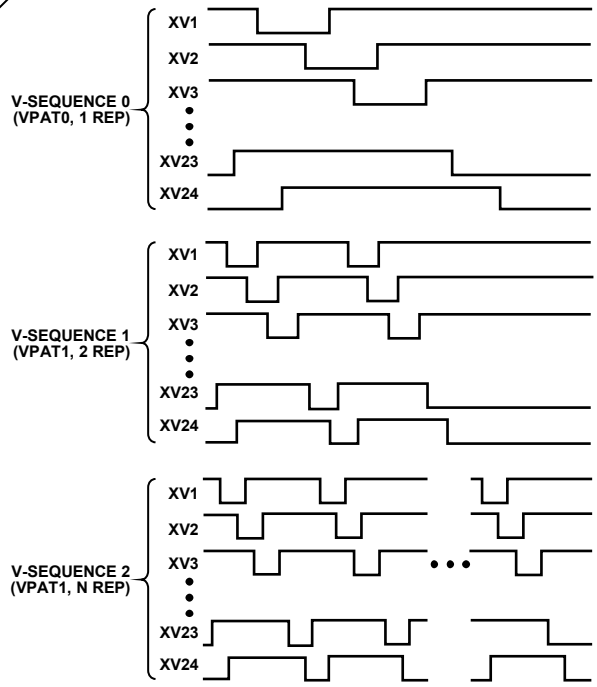 XV1
XV2
XV3
V-SEQUENCE 0
(VPAT0, 1 REP)
XV23
XV24
XV1
XV2
XV3
V-SEQUENCE 1
(VPAT1, 2 REP)
XV23
XV24
XV1
XV2
XV3
V-SEQUENCE 2
(VPAT1, N REP)
XV23
XV24